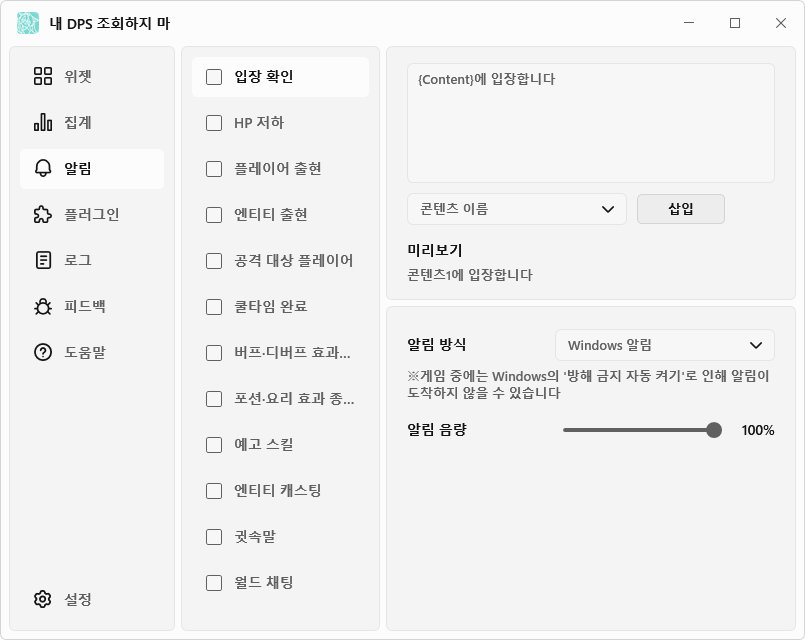 내 DPS 조회하지 마
위젯
집계
알림
플러그인
로그
피드백
도움말
설정
입장 확인
HP 저하
플레이어 출현
엔티티 출현
공격 대상 플레이어
쿨타임 완료
버프·디버프 효과...
포션·요리 효과 종...
예고 스킬
엔티티 캐스팅
귓속말
월드 채팅
{Content}에 입장합니다
콘텐츠 이름
삽입
미리보기
콘텐츠1에 입장합니다
알림 방식
Windows 알림
※게임 중에는 Windows의 '방해 금지 자동 켜기'로 인해 알림이
도착하지 않을 수 있습니다
알림 음량
100%